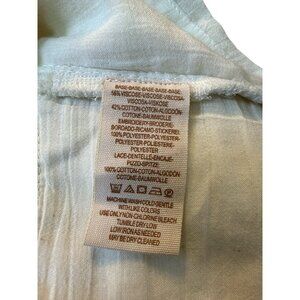 BASE-BASE-BASE-BASE-BASE-BASE-
58% VISCOSE-VISCOSE-VISCOSA-
VISCOSA-VISKOSE
42% COTTON-COTON-ALGODON
COTONE-BAUMWOLLE
EMBROIDERY-BRODERIE-
BORDADO-RICAMO-STICKEREI
100% POLYESTER-POLYESTER-
POLYESTER-POLIESTERE-
POLYESTER
LACE-DENTELLE-ENCAJE-
PIZZO-SPITZE
100% COTTON-COTON-ALGODON
COTONE-BAUMWOLLE
MACHINE WASH COLD GENTLE
WITH LIKE COLORS
USE ONLY NON-CHLORINE BLEACH
TUMBLE DRY LOW
LOW IRON AS NEEDED
MAY BE DRY CLEANED